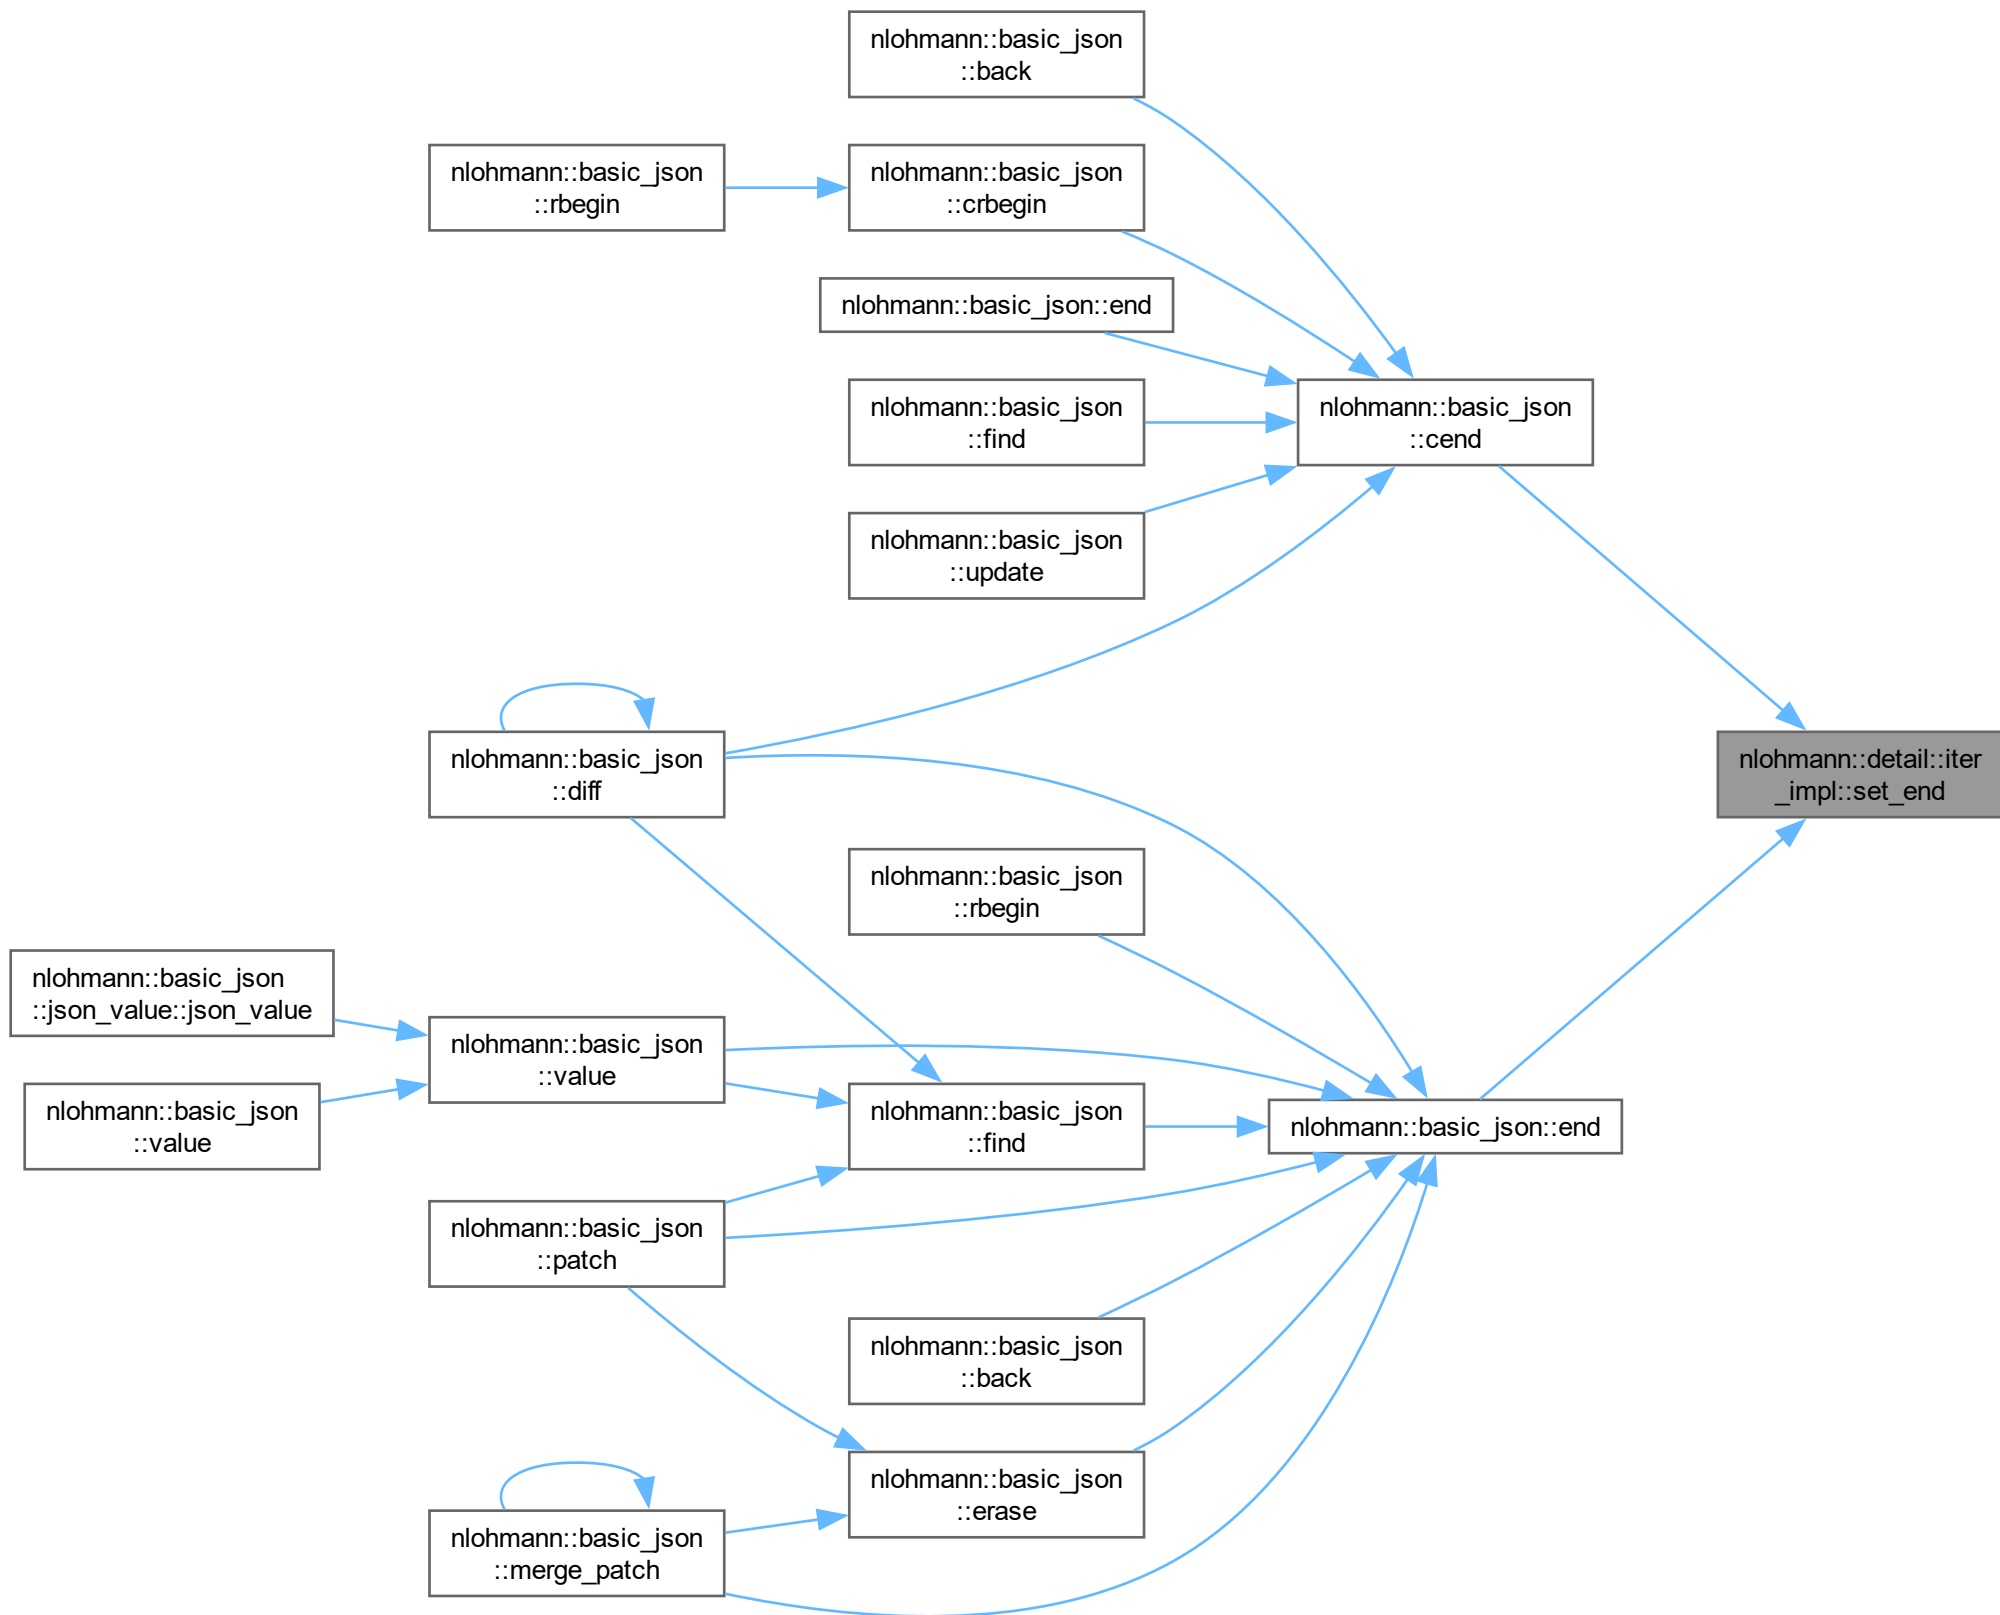 nlohmann::basic_json
::back
nlohmann::basic_json
::rbegin
nlohmann::basic_json
::crbegin
nlohmann::basic_json::end
nlohmann::basic_json
::find
nlohmann::basic_json
::cend
nlohmann::basic_json
::update
nlohmann::basic_json
::diff
nlohmann::detail::iter
_impl::set_end
nlohmann::basic_json
::rbegin
nlohmann::basic_json
::json_value::json_value
nlohmann::basic_json
::value
nlohmann::basic_json
::value
nlohmann::basic_json
::find
nlohmann::basic_json::end
nlohmann::basic_json
::patch
nlohmann::basic_json
::back
nlohmann::basic_json
::erase
nlohmann::basic_json
::merge_patch